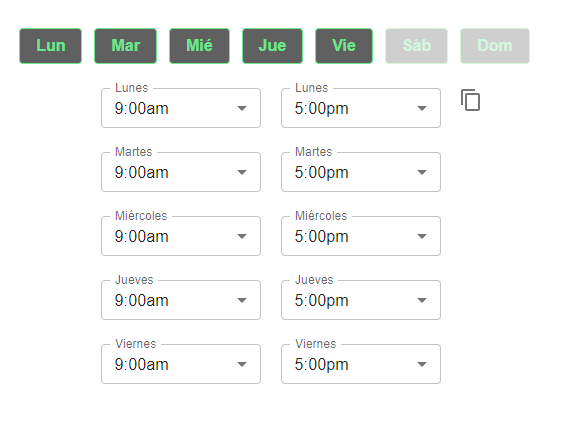 Lun Mar Mié Jue Vie Sáb Dom
Lunes Lunes
9:00am 5:00pm
Martes Martes
9:00am 5:00pm
Miércoles Miércoles
9:00am 5:00pm
Jueves Jueves
9:00am 5:00pm
Viernes Viernes
9:00am 5:00pm